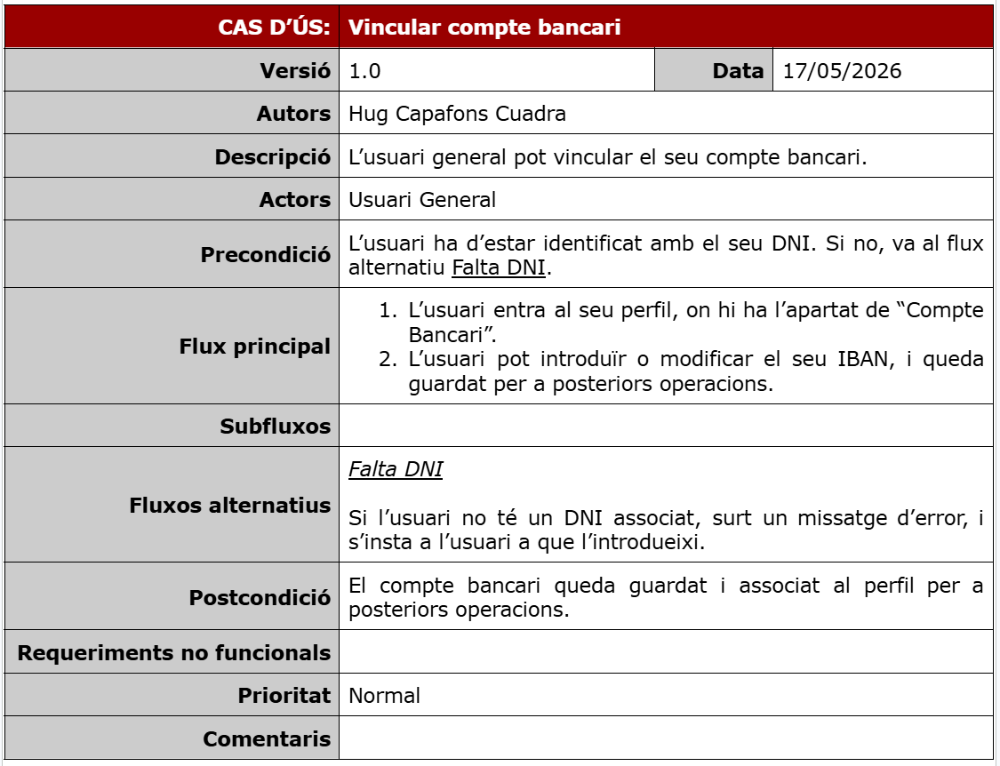 CAS D’ÚS: Vincular compte bancari
Versió 1.0 Data 17/05/2026
Autors Hug Capafons Cuadra
Descripció L’usuari general pot vincular el seu compte bancari.
Actors Usuari General
Precondició L’usuari ha d’estar identificat amb el seu DNI. Si no, va al flux
alternatiu Falta DNI.
Flux principal
1. L’usuari entra al seu perfil, on hi ha l’apartat de “Compte
Bancari”.
2. L’usuari pot introduïr o modificar el seu IBAN, i queda
guardat per a posteriors operacions.
Subfluxos
Fluxos alternatius
Falta DNI
Si l’usuari no té un DNI associat, surt un missatge d’error, i
s’insta a l’usuari a que l’introdueixi.
Postcondició El compte bancari queda guardat i associat al perfil per a
posteriors operacions.
Requeriments no funcionals
Prioritat Normal
Comentaris